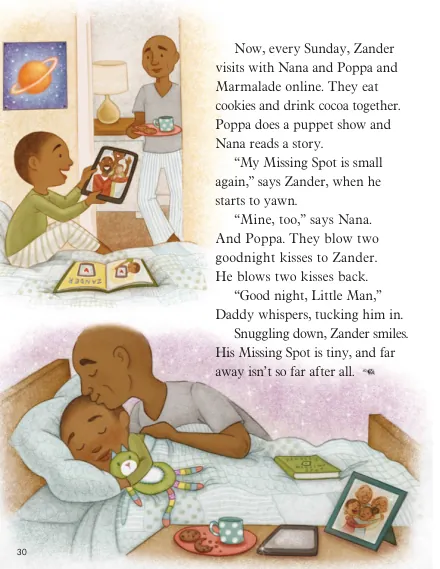 Now, every Sunday, Zander
visits with Nana and Poppa and
Marmalade online. They eat
cookies and drink cocoa together.
Poppa does a puppet show and
Nana reads a story.
“My Missing Spot is small
again,” says Zander, when he
starts to yawn.
“Mine, too,” says Nana.
And Poppa. They blow two
goodnight kisses to Zander.
He blows two kisses back.
“Good night, Little Man,”
Daddy whispers, tucking him in.
Snuggling down, Zander smiles.
His Missing Spot is tiny, and far
away isn’t so far after all.
ZANDER
30